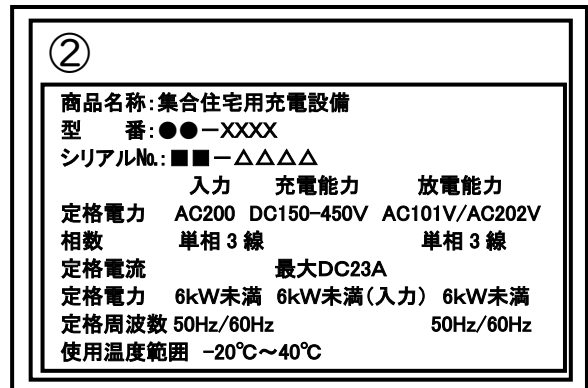 ②
商品名称:集合住宅用充電設備
型　　番:●●－XXXX
シリアル№.:■■－△△△△
入力　充電能力　放電能力
定格電力　AC200　DC150-450V　AC101V/AC202V
相数　単相３線　単相３線
定格電流　最大DC23A
定格電力　6kW未満　6kW未満(入力)　6kW未満
定格周波数 50Hz/60Hz　50Hz/60Hz
使用温度範囲　-20℃～40℃